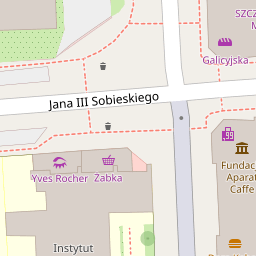 SZCZ
Galicyjska
Jana III Sobieskiego
Fundac
Aparat
Caffe
Yves Rocher
Żabka
Instytut